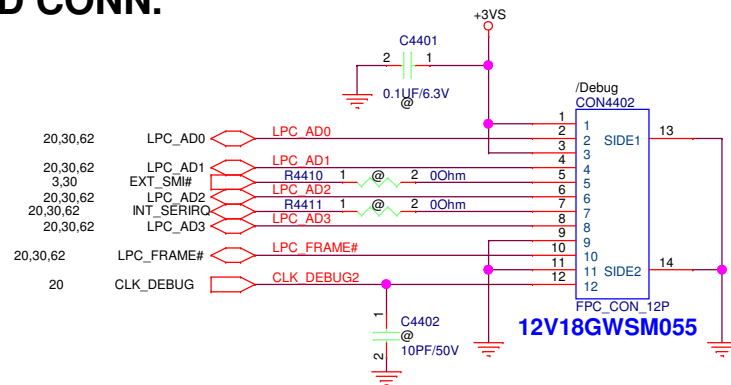 D CONN.
+3VS
C4401
2 1
0.1UF/6.3V
@
/Debug
CON4402
20,30,62 LPC_AD0 LPC_AD0
20,30,62 LPC_AD1 LPC_AD1
3,30 EXT_SMI# R4410 1 @ 2 0Ohm
20,30,62 LPC_AD2 LPC_AD2
20,30,62 INT_SERIRQ R4411 1 @ 2 0Ohm
20,30,62 LPC_AD3 LPC_AD3
20,30,62 LPC_FRAME# LPC_FRAME#
20 CLK_DEBUG CLK_DEBUG2
1 1
2 2 SIDE1 13
3 3
4 4
5 5
6 6
7 7
8 8
9 9
10 10
11 11 SIDE2 14
12 12
FPC_CON_12P
12V18GWSM055
1
C4402
@
2 10PF/50V